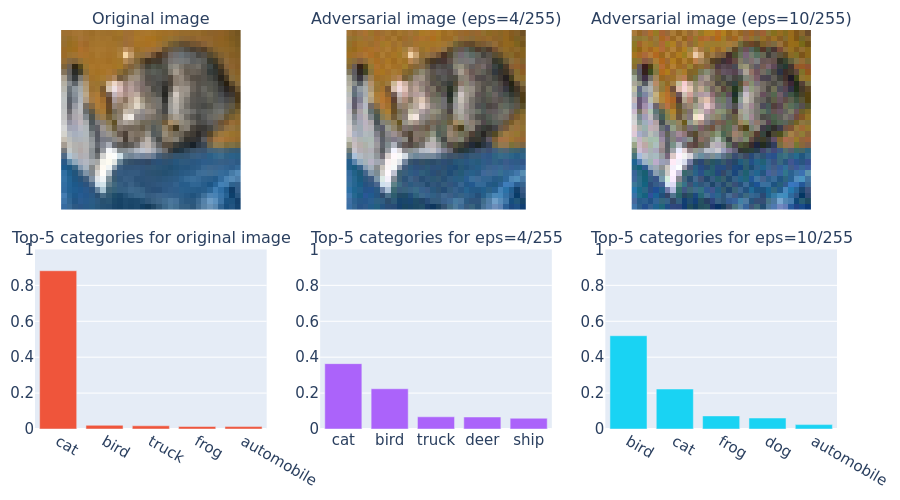 Original image
Adversarial image (eps=4/255)
Adversarial image (eps=10/255)
Top-5 categories for original image
1
0.8
0.6
0.4
0.2
0
cat
bird
truck
frog
automobile
Top-5 categories for eps=4/255
1
0.8
0.6
0.4
0.2
0
cat
bird
truck
deer
ship
Top-5 categories for eps=10/255
1
0.8
0.6
0.4
0.2
0
bird
cat
frog
dog
automobile